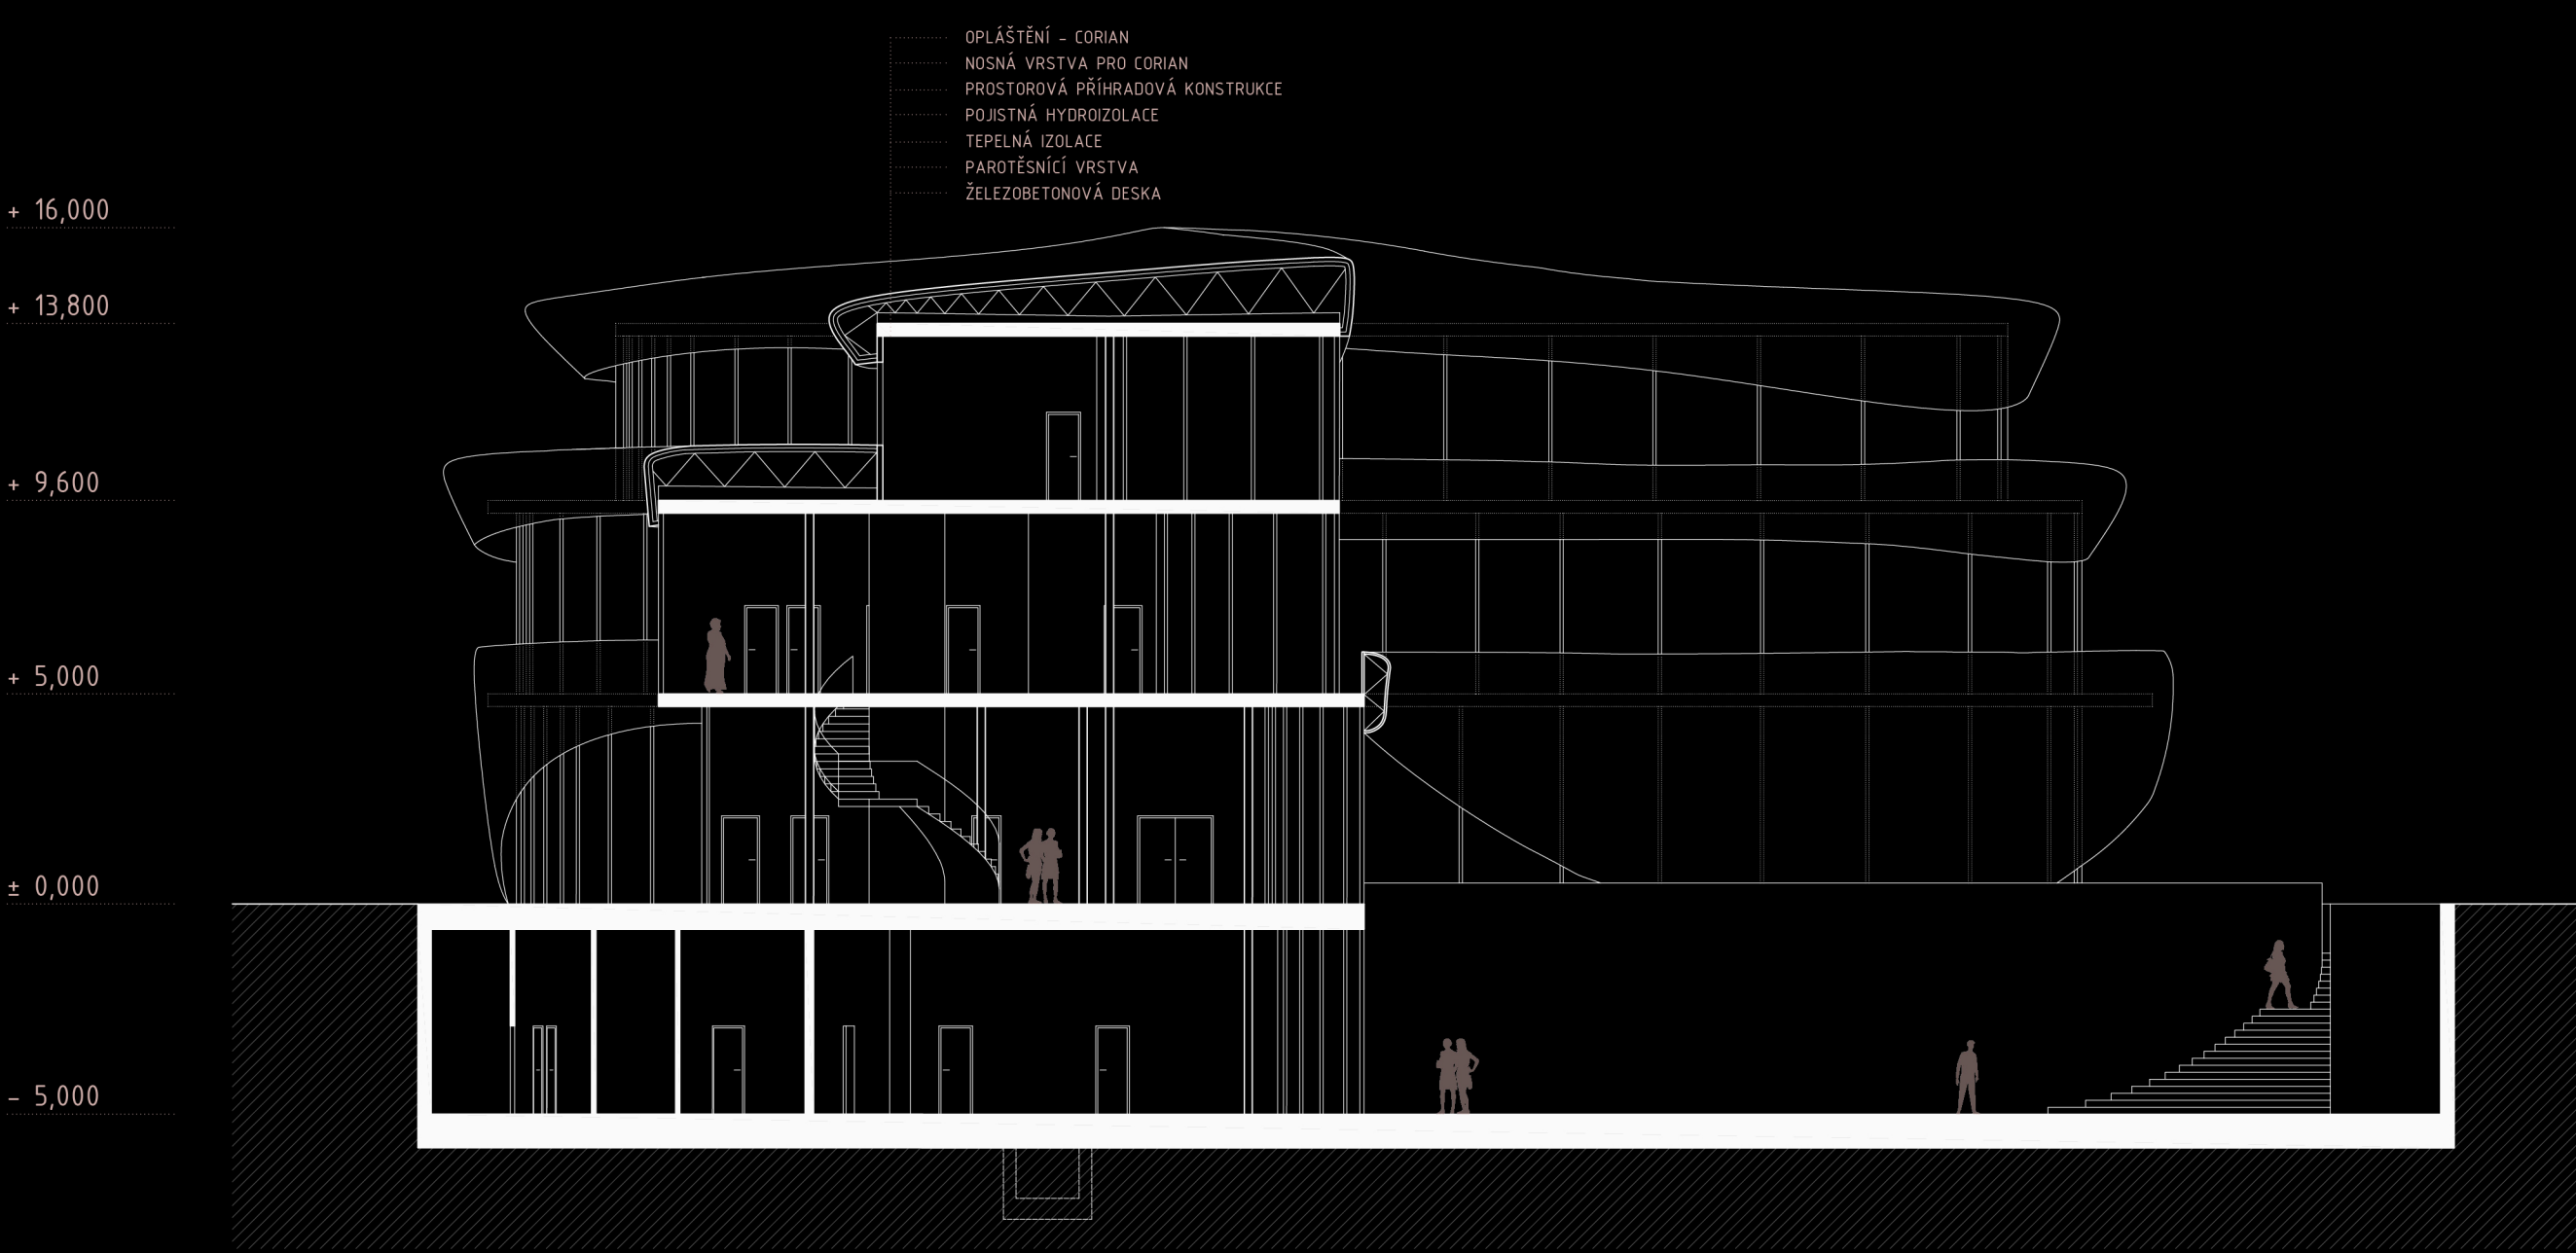 OPLÁŠTĚNÍ - CORIAN
NOSNÁ VRSTVA PRO CORIAN
PROSTOROVÁ PŘÍHRADOVÁ KONSTRUKCE
POJISTNÁ HYDROIZOLACE
TEPELNÁ IZOLACE
PAROTĚSNÍCÍ VRSTVA
ŽELEZOBETONOVÁ DESKA
+ 16,000
+ 13,800
+ 9,600
+ 5,000
± 0,000
- 5,000